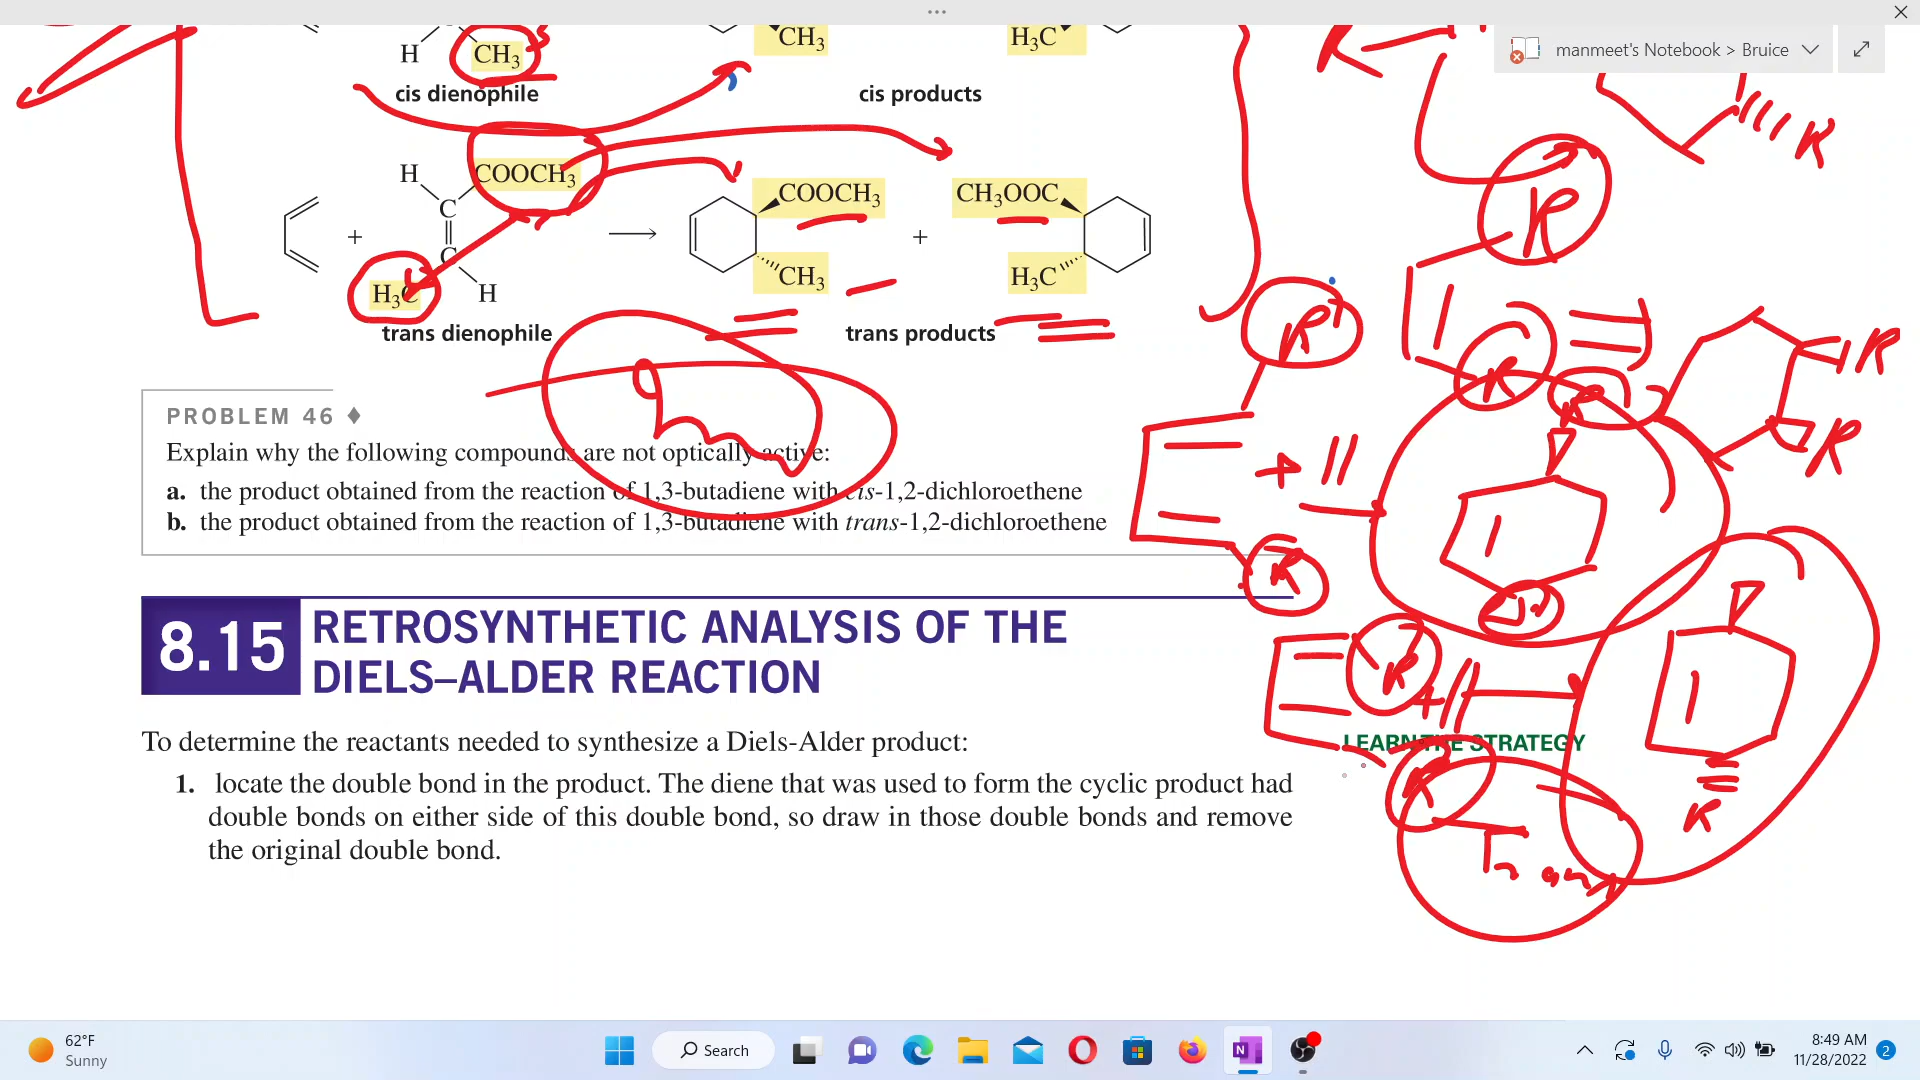 manmeet's Notebook > Bruice
H
CH3
CH3
H3C
cis dienophile
cis products
R
R
H
COOCH3
COOCH3
CH3OOC
C
+
+
C
H3C
H
CH3
H3C
trans dienophile
trans products
R
R
R
R
R
R
+
PROBLEM 46 ♦
Explain why the following compounds are not optically active:
a. the product obtained from the reaction of 1,3-butadiene with cis-1,2-dichloroethene
b. the product obtained from the reaction of 1,3-butadiene with trans-1,2-dichloroethene
R
8.15 RETROSYNTHETIC ANALYSIS OF THE
DIELS–ALDER REACTION
R
+
To determine the reactants needed to synthesize a Diels-Alder product:
LEARN THE STRATEGY
1. locate the double bond in the product. The diene that was used to form the cyclic product had
double bonds on either side of this double bond, so draw in those double bonds and remove
the original double bond.
R
R
62°F
Sunny
Search
8:49 AM
11/28/2022
2